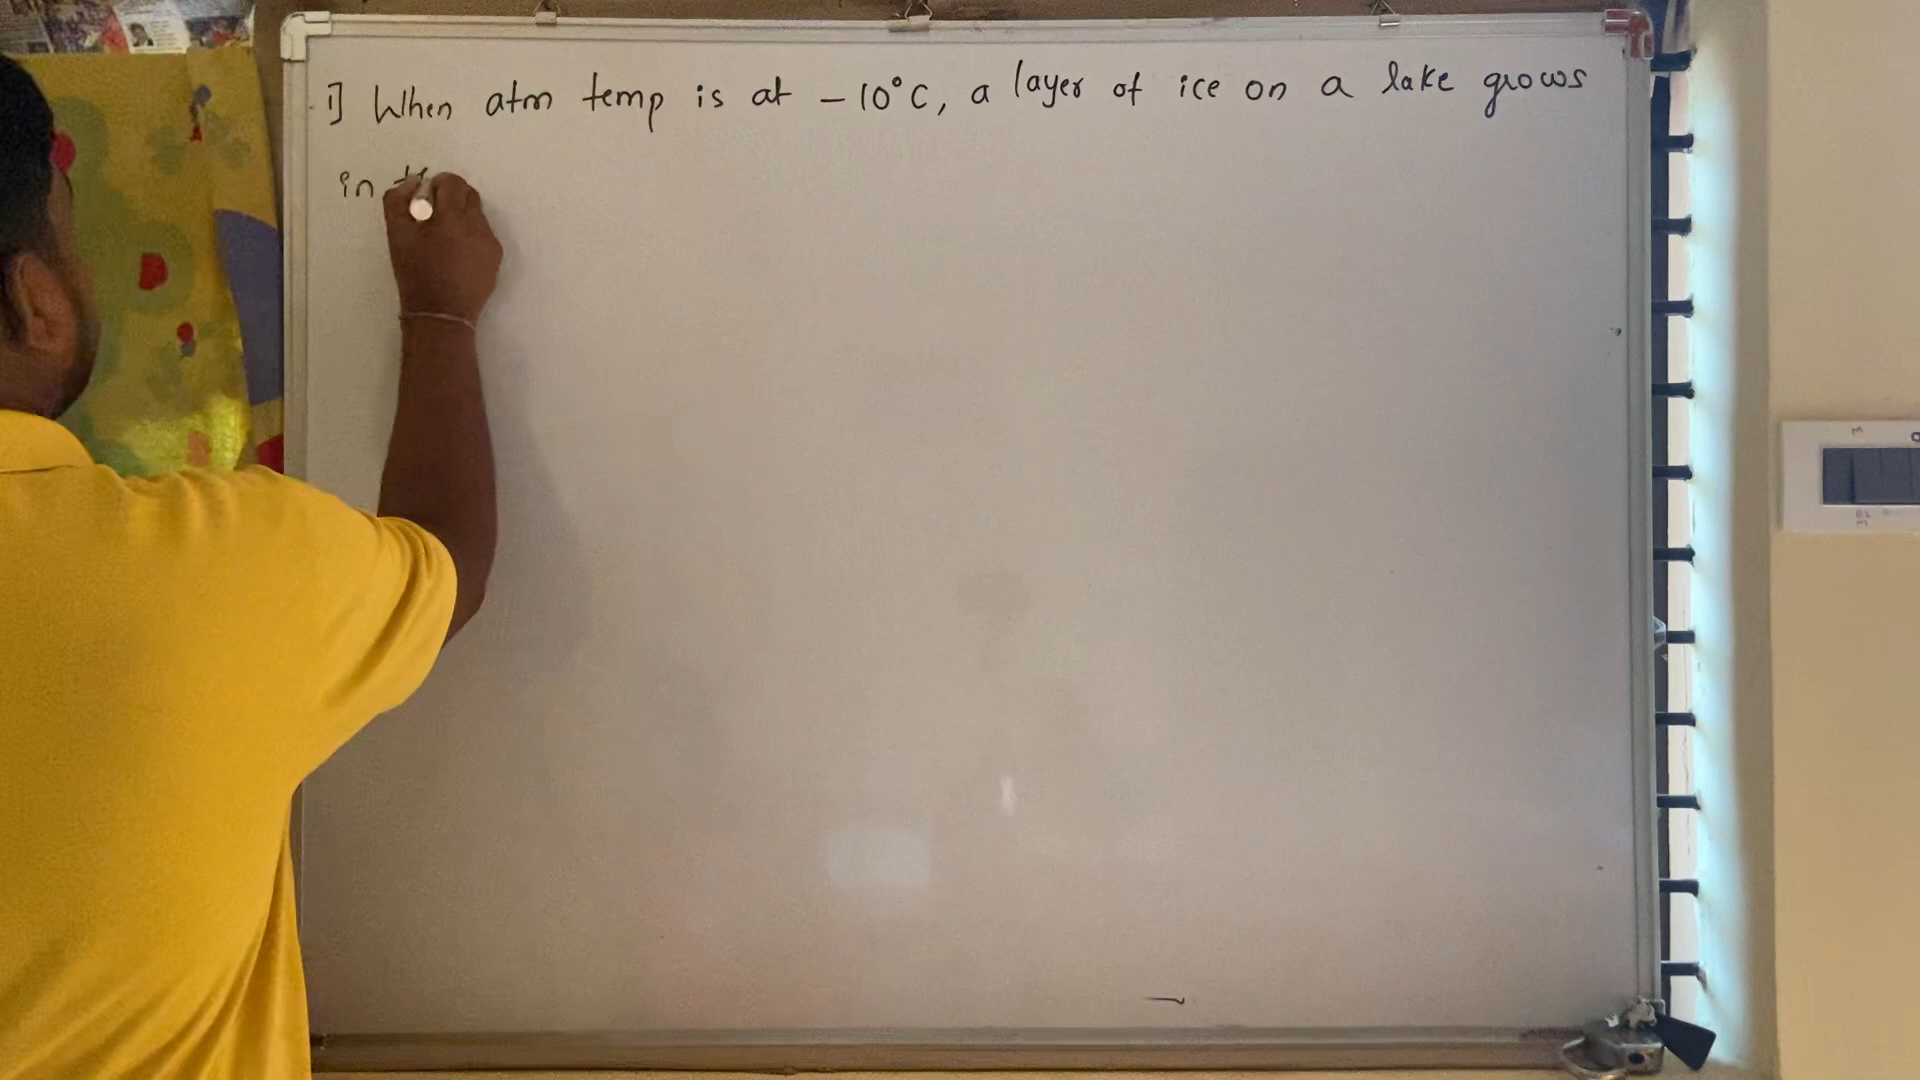 1] When atm temp is at -10°C, a layer of ice on a lake grows
in